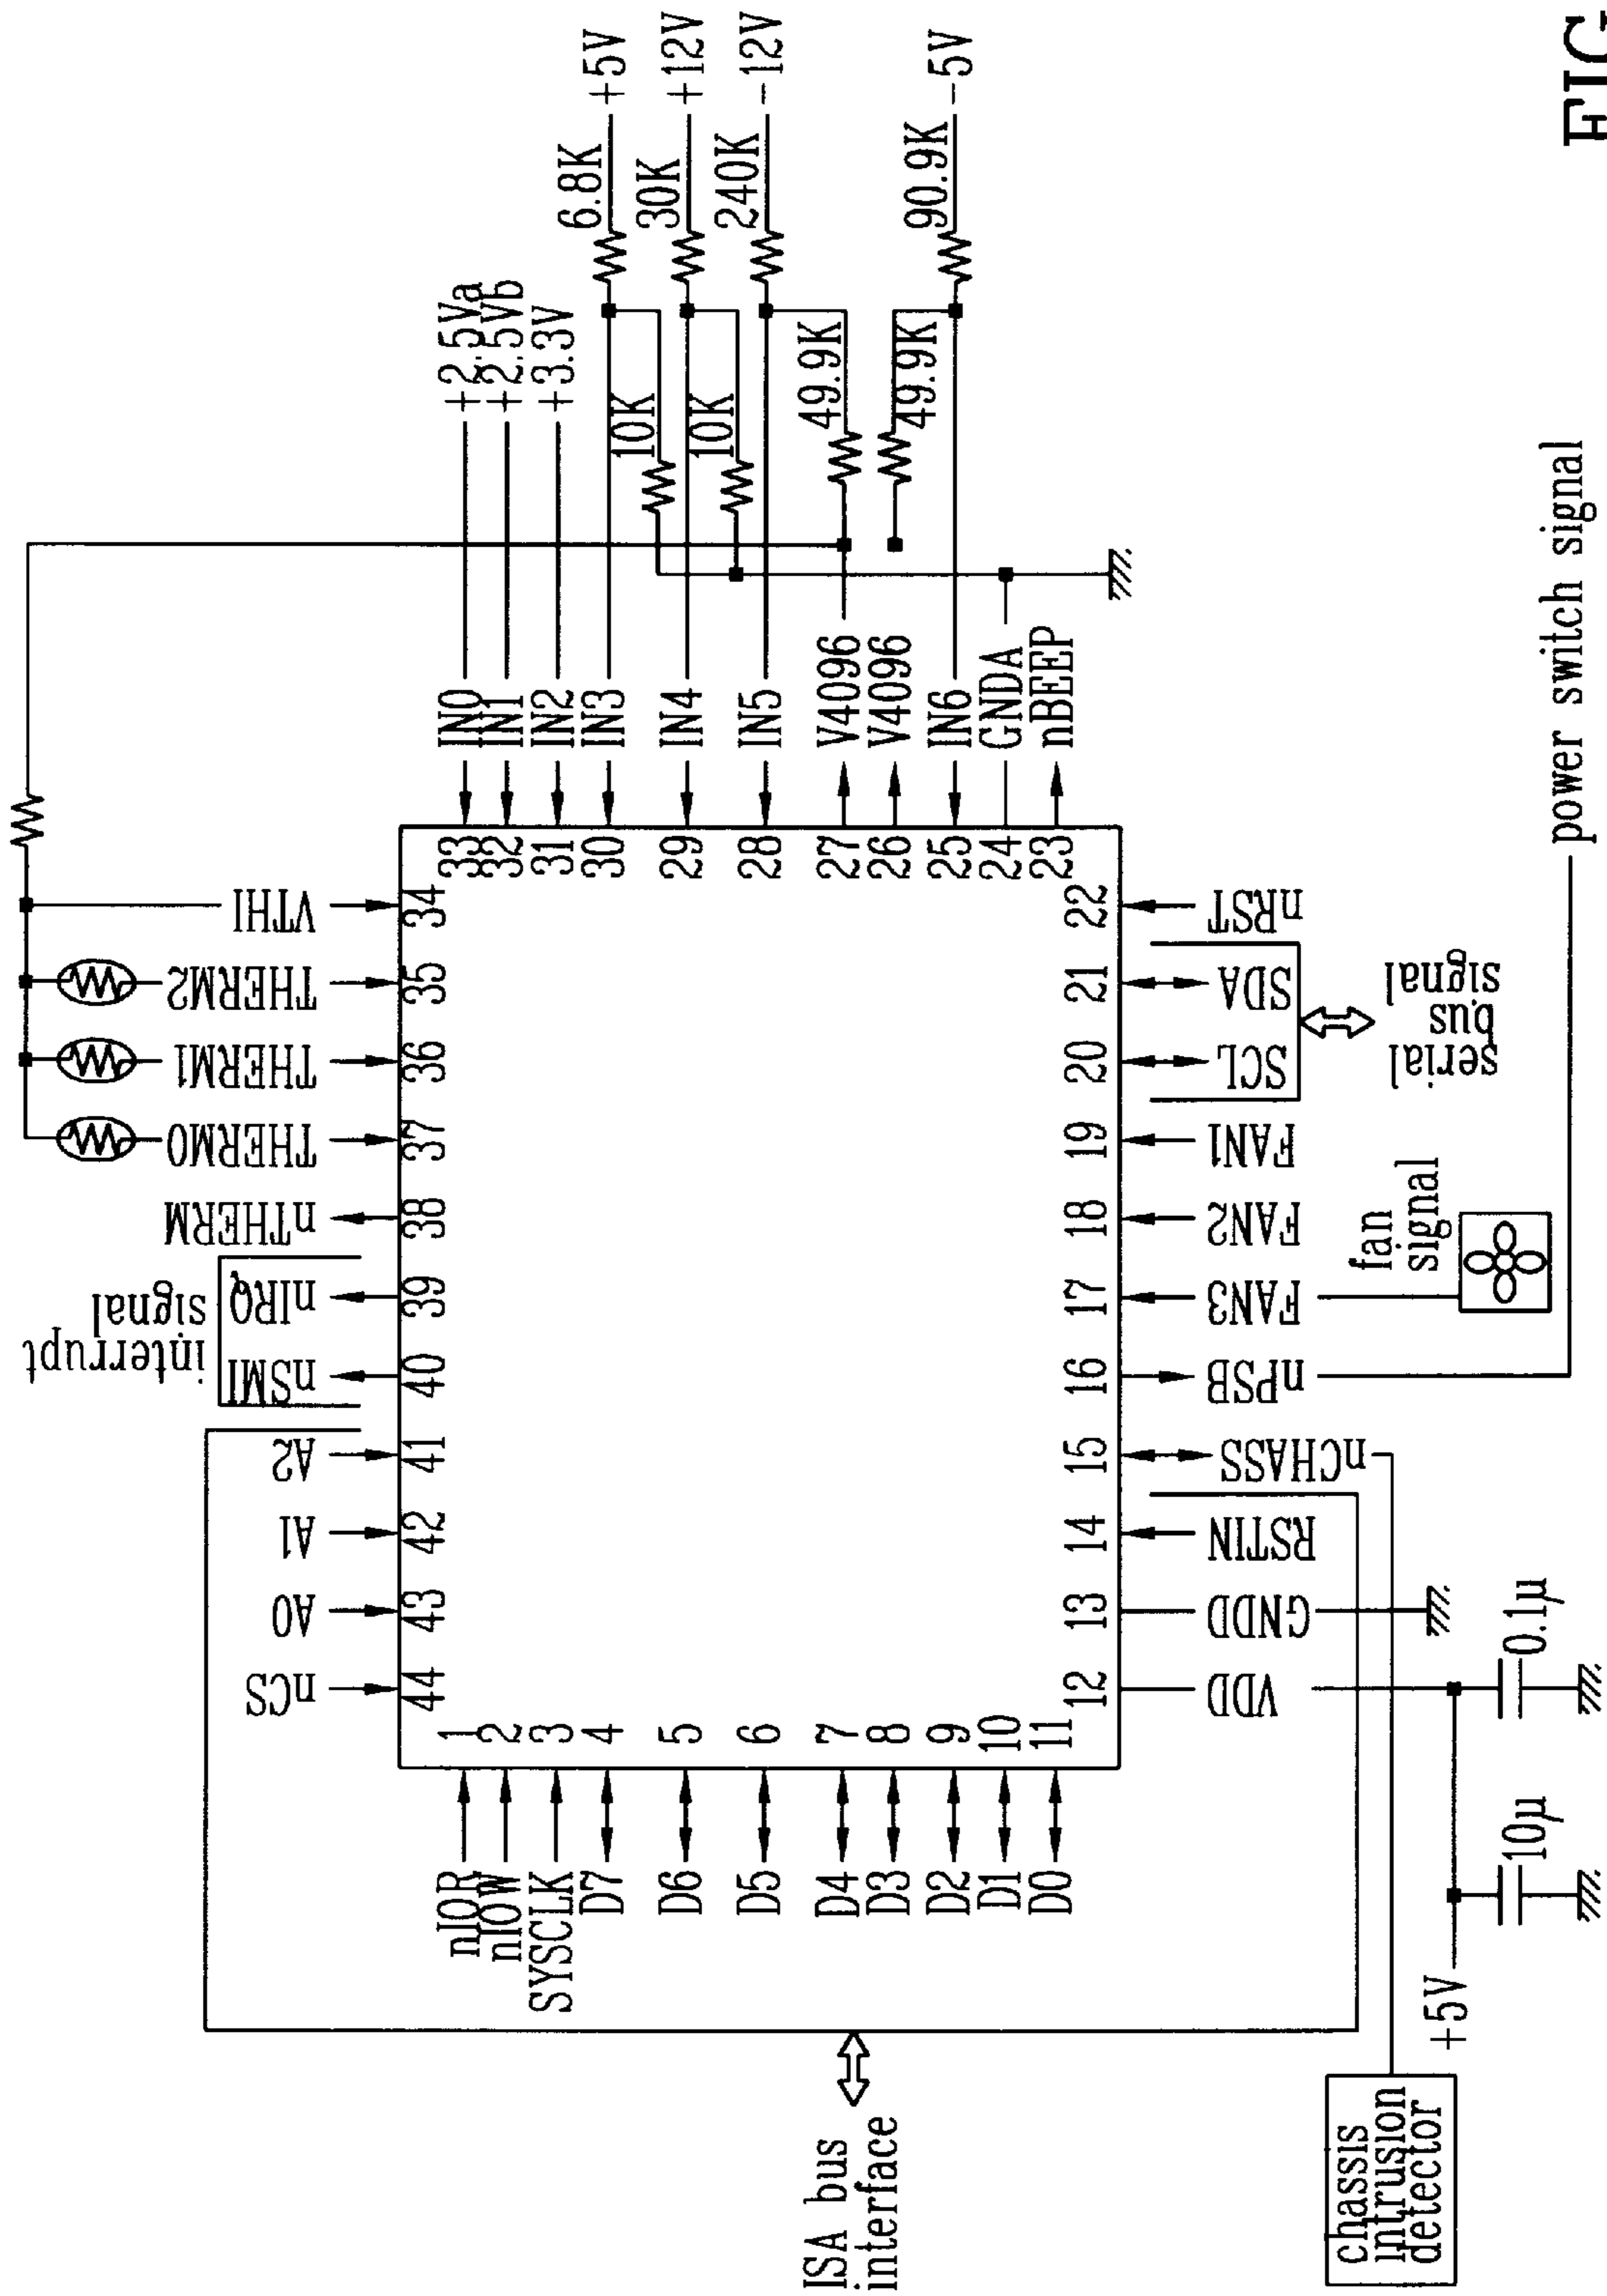 nIOR
nIOW
SYSCLK
D7
D6
D5
D4
D3
D2
D1
D0
1
2
3
4
5
6
7
8
9
10
11
ISA bus
interface
nCS
A0
A1
A2
nSMI
nIRQ
interrupt
signal
nTHERM
THERM0
THERM1
THERM2
VTHI
44
43
42
41
40
39
38
37
36
35
34
33
32
31
30
29
28
27
26
25
24
23
IN0
IN1
IN2
IN3
IN4
IN5
V4096
V4096
IN6
GNDA
nBEEP
+2.5Va
+2.5Vb
+3.3V
10K
10K
49.9K
49.9K
6.8K
30K
240K
90.9K
+5V
+12V
-12V
-5V
12
13
14
15
16
17
18
19
20
21
22
VDD
GNDD
RSTIN
nCHASS
nPSB
FAN3
FAN2
FAN1
SCL
SDA
nRST
serial
bus
signal
fan
signal
power switch signal
+5V
10μ
0.1μ
chassis
intrusion
detector
FIG